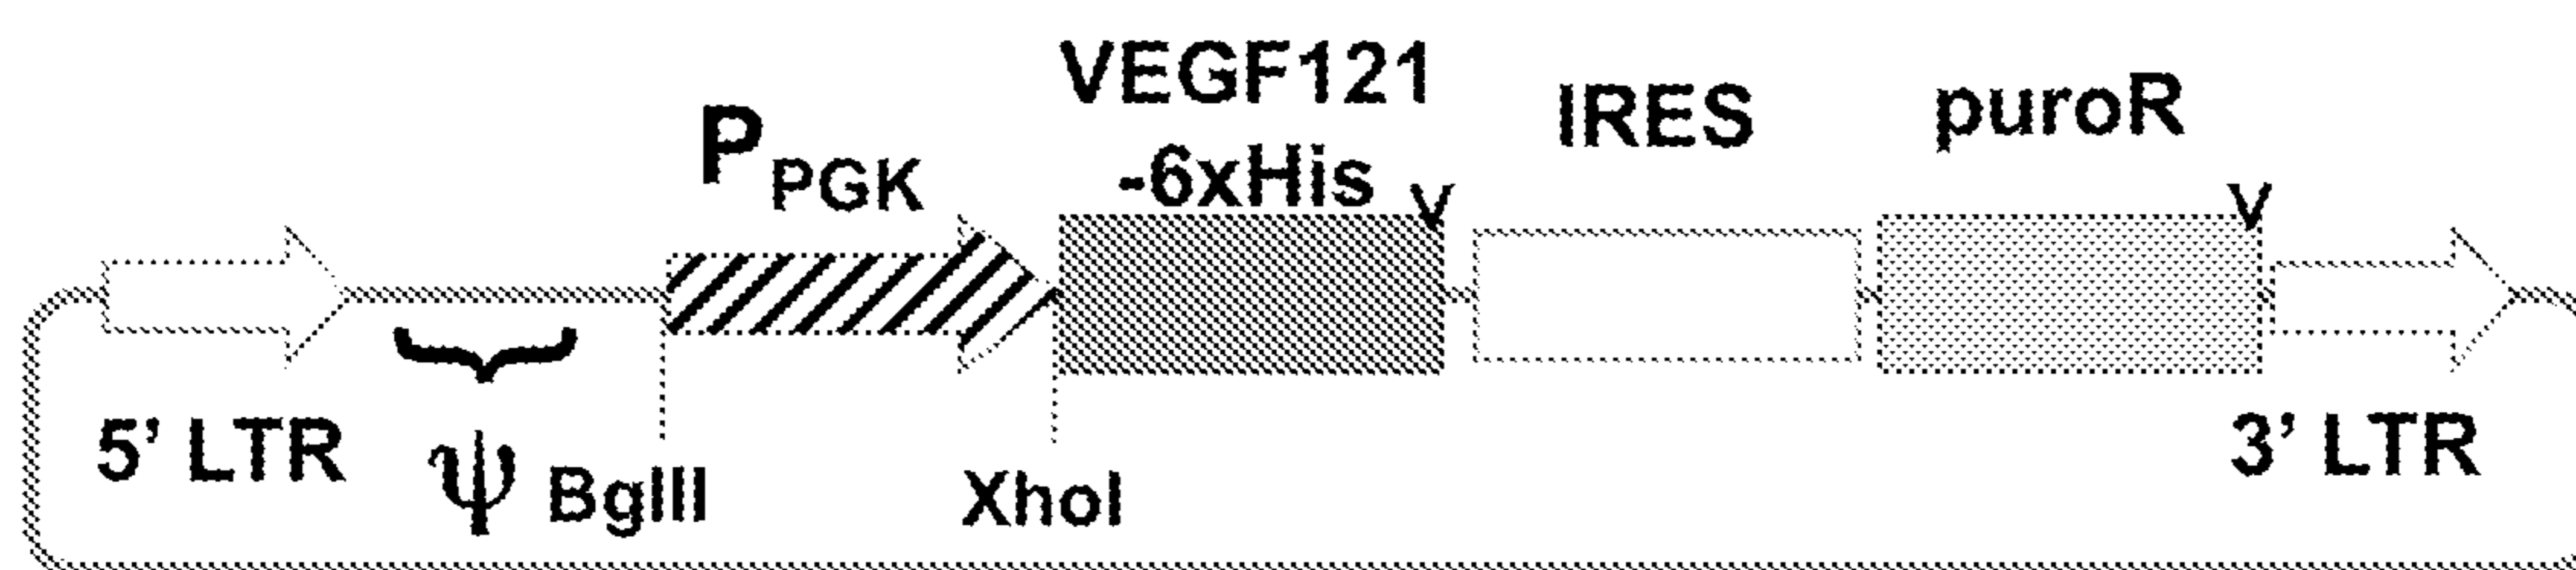 VEGF121
-6xHis
P PGK
IRES
puroR
v
v
5' LTR
ψ
BglII
XhoI
3' LTR